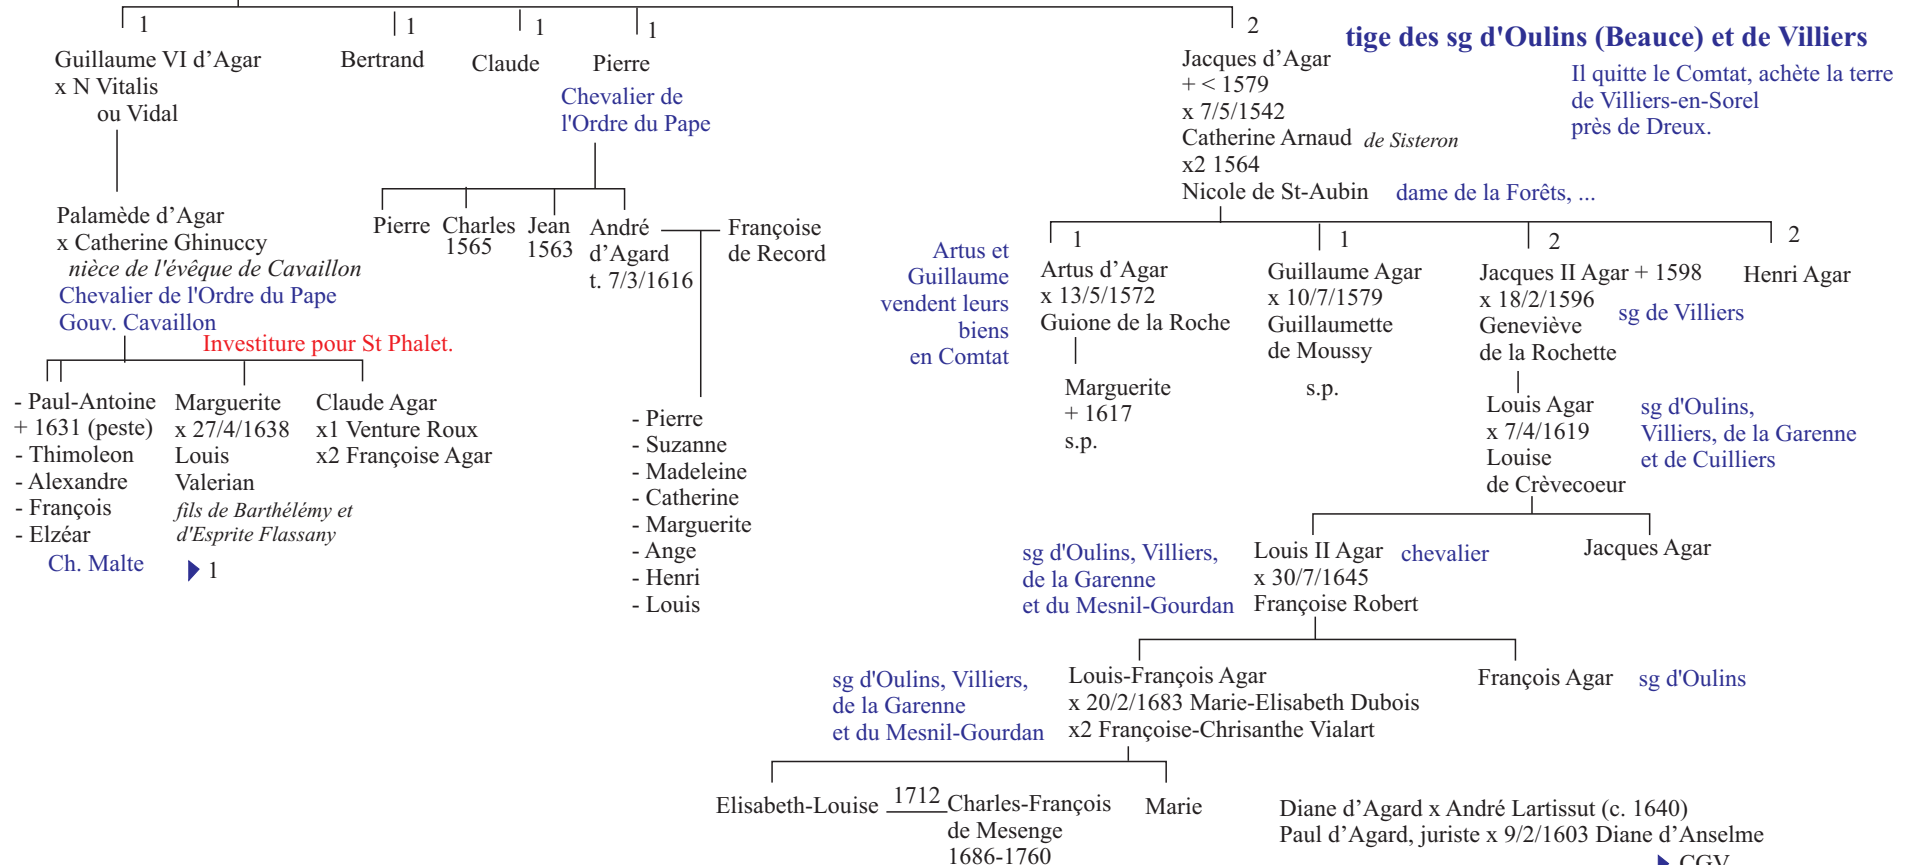 1
1
1
1
2
tige des sg d'Oulins (Beauce) et de Villiers
Guillaume VI d’Agar
x N Vitalis
ou Vidal
Bertrand
Claude
Pierre
Chevalier de
l'Ordre du Pape
Jacques d’Agar
+ < 1579
x 7/5/1542
Catherine Arnaud de Sisteron
x2 1564
Nicole de St-Aubin dame de la Forêts, ...
Il quitte le Comtat, achète la terre
de Villiers-en-Sorel
près de Dreux.
Palamède d’Agar
x Catherine Ghinuccy
nièce de l'évêque de Cavaillon
Chevalier de l'Ordre du Pape
Gouv. Cavaillon
Investiture pour St Phalet.
Pierre
Charles
1565
Jean
1563
André
d’Agard
t. 7/3/1616
Françoise
de Record
Artus et
Guillaume
vendent leurs
biens
en Comtat
1
Artus d’Agar
x 13/5/1572
Guione de la Roche
1
Guillaume Agar
x 10/7/1579
Guillaumette
de Moussy
s.p.
2
Jacques II Agar + 1598
x 18/2/1596
Geneviève
de la Rochette
sg de Villiers
2
Henri Agar
- Paul-Antoine
+ 1631 (peste)
- Thimoleon
- Alexandre
- François
- Elzéar
Ch. Malte
Marguerite
x 27/4/1638
Louis
Valerian
fils de Barthélémy et
d'Esprite Flassany
1
Claude Agar
x1 Venture Roux
x2 Françoise Agar
- Pierre
- Suzanne
- Madeleine
- Catherine
- Marguerite
- Ange
- Henri
- Louis
Marguerite
+ 1617
s.p.
Louis Agar
x 7/4/1619
Louise
de Crèvecoeur
sg d'Oulins,
Villiers, de la Garenne
et de Cuilliers
sg d'Oulins, Villiers,
de la Garenne
et du Mesnil-Gourdan
Louis II Agar chevalier
x 30/7/1645
Françoise Robert
Jacques Agar
sg d'Oulins, Villiers,
de la Garenne
et du Mesnil-Gourdan
Louis-François Agar
x 20/2/1683 Marie-Elisabeth Dubois
x2 Françoise-Chrisanthe Vialart
François Agar sg d'Oulins
Elisabeth-Louise 1712 Charles-François
de Mesenge
1686-1760
Marie
Diane d’Agard x André Lartissut (c. 1640)
Paul d’Agard, juriste x 9/2/1603 Diane d’Anselme
CGV